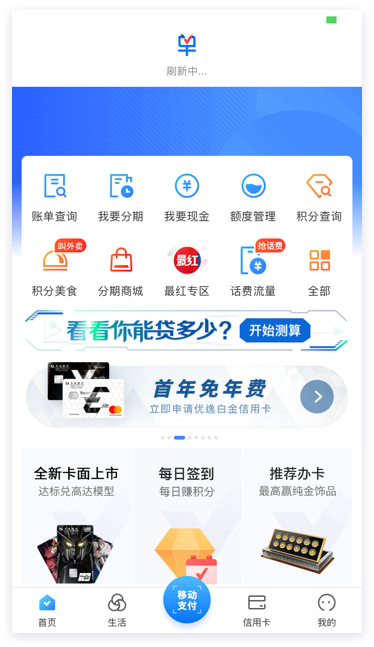 刷新中...
账单查询
我要分期
我要现金
额度管理
积分查询
叫外卖
抢话费
积分美食
分期商城
最红
最红专区
话费流量
全部
看看你能贷多少?
开始测算
首年免年费
立即申请优逸白金信用卡
全新卡面上市
达标兑高达模型
每日签到
每日赚积分
推荐办卡
最高赢纯金饰品
首页
生活
移动
支付
信用卡
我的